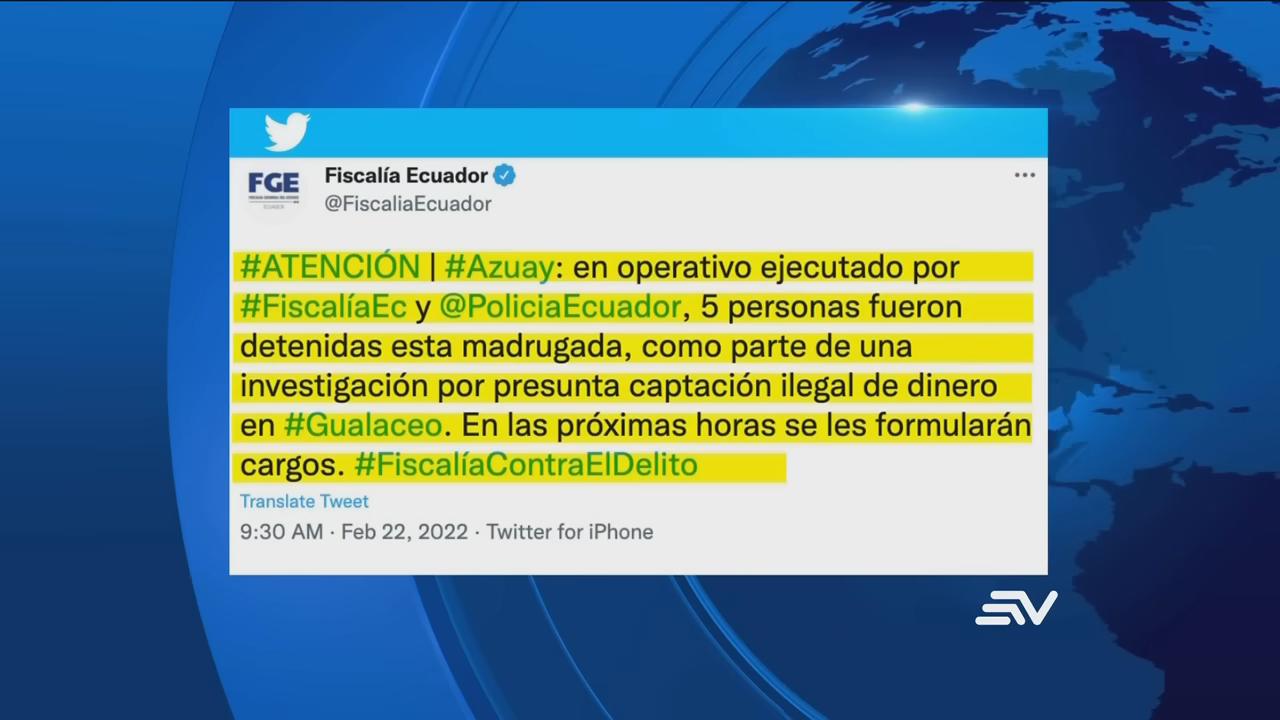 FGE
ECUADOR
Fiscalía Ecuador
@FiscaliaEcuador
#ATENCIÓN | #Azuay: en operativo ejecutado por
#FiscalíaEc y @PoliciaEcuador, 5 personas fueron
detenidas esta madrugada, como parte de una
investigación por presunta captación ilegal de dinero
en #Gualaceo. En las próximas horas se les formularán
cargos. #FiscalíaContraElDelito
Translate Tweet
9:30 AM · Feb 22, 2022 · Twitter for iPhone